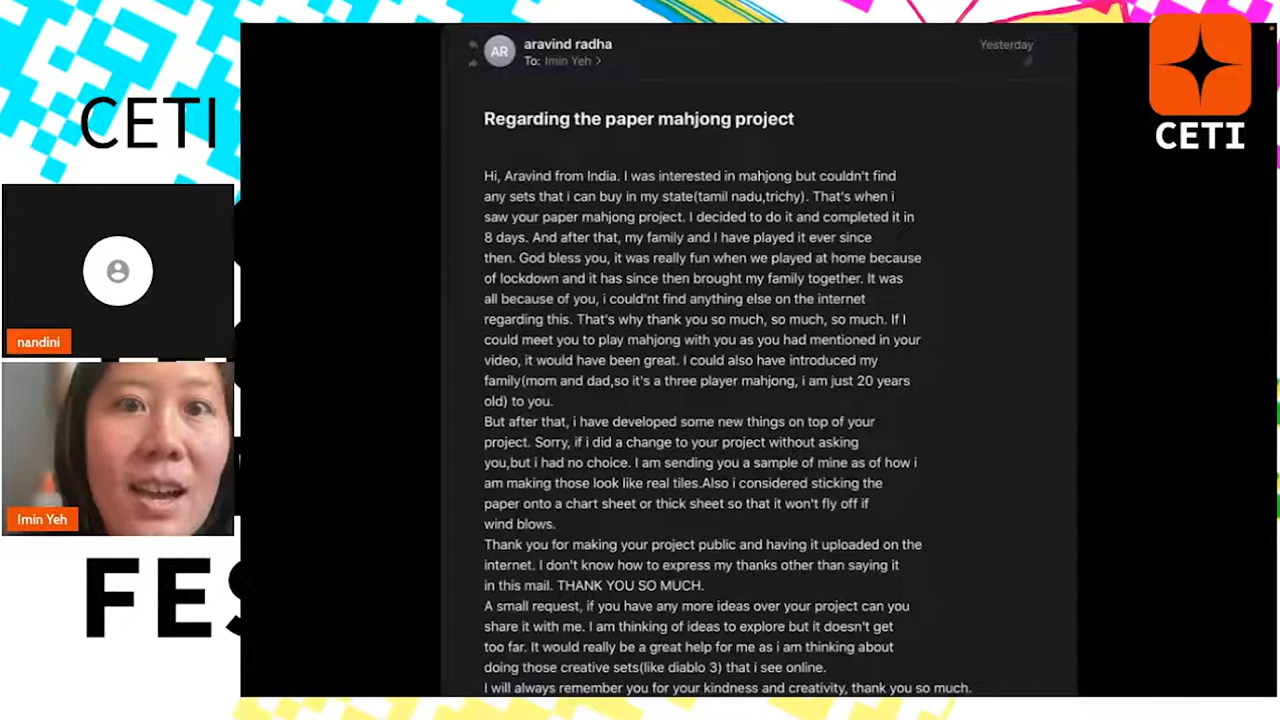 CETI
CETI
nandini
Imin Yeh
FES
AR
aravind radha
Yesterday
To: Imin Yeh >
Regarding the paper mahjong project
Hi, Aravind from India. I was interested in mahjong but couldn't find
any sets that i can buy in my state(tamil nadu,trichy). That's when i
saw your paper mahjong project. I decided to do it and completed it in
8 days. And after that, my family and I have played it ever since
then. God bless you, it was really fun when we played at home because
of lockdown and it has since then brought my family together. It was
all because of you, i could'nt find anything else on the internet
regarding this. That's why thank you so much, so much, so much. If I
could meet you to play mahjong with you as you had mentioned in your
video, it would have been great. I could also have introduced my
family(mom and dad,so it's a three player mahjong, i am just 20 years
old) to you.
But after that, i have developed some new things on top of your
project. Sorry, if i did a change to your project without asking
you,but i had no choice. I am sending you a sample of mine as of how i
am making those look like real tiles.Also i considered sticking the
paper onto a chart sheet or thick sheet so that it won't fly off if
wind blows.
Thank you for making your project public and having it uploaded on the
internet. I don't know how to express my thanks other than saying it
in this mail. THANK YOU SO MUCH.
A small request, if you have any more ideas over your project can you
share it with me. I am thinking of ideas to explore but it doesn't get
too far. It would really be a great help for me as i am thinking about
doing those creative sets(like diablo 3) that i see online.
I will always remember you for your kindness and creativity, thank you so much.